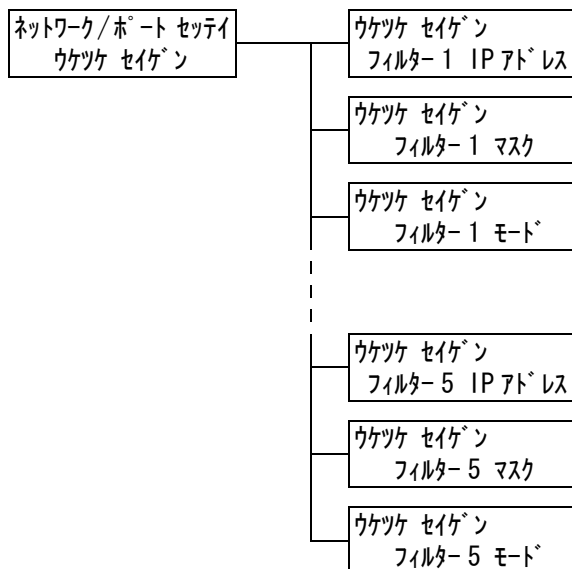 ネットワーク/ポート セッテイ
ウケツケ セイゲン
ウケツケ セイゲン
フィルター1 IPアドレス
ウケツケ セイゲン
フィルター1 マスク
ウケツケ セイゲン
フィルター1 モード
ウケツケ セイゲン
フィルター5 IPアドレス
ウケツケ セイゲン
フィルター5 マスク
ウケツケ セイゲン
フィルター5 モード